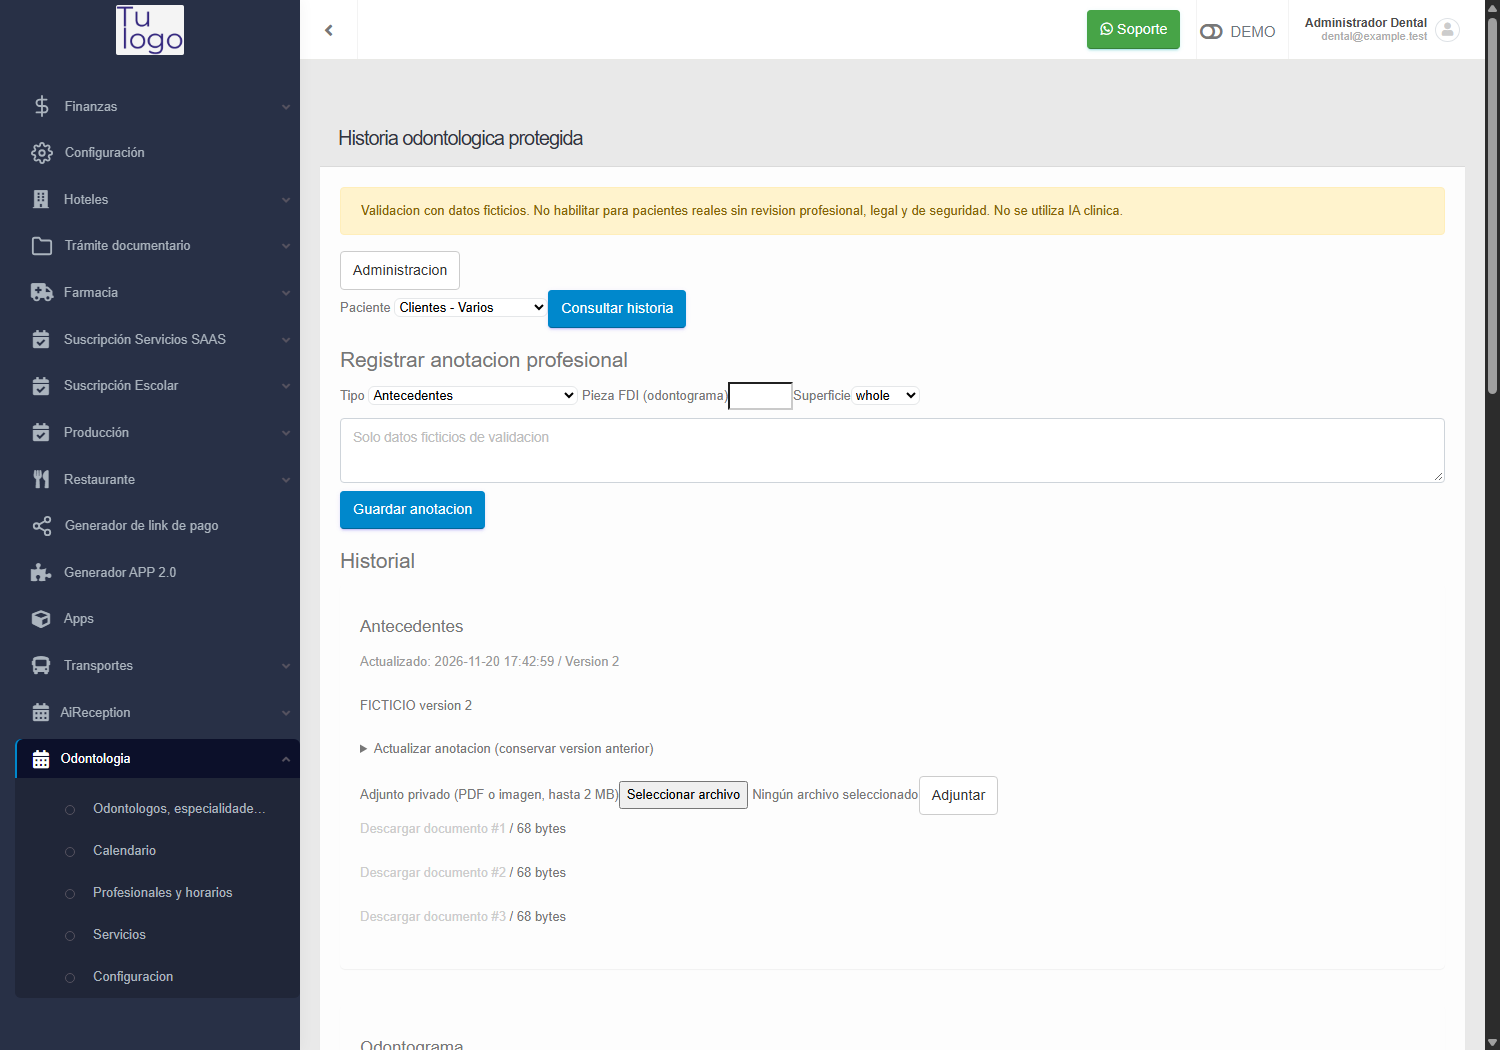 Tu
logo
Finanzas
Configuración
Hoteles
Trámite documentario
Farmacia
Suscripción Servicios SAAS
Suscripción Escolar
Producción
Restaurante
Generador de link de pago
Generador APP 2.0
Apps
Transportes
AiReception
Odontologia
Odontologos, especialidade...
Calendario
Profesionales y horarios
Servicios
Configuracion
Soporte
DEMO
Administrador Dental
dental@example.test
Historia odontologica protegida
Validacion con datos ficticios. No habilitar para pacientes reales sin revision profesional, legal y de seguridad. No se utiliza IA clinica.
Administracion
Paciente Clientes - Varios Consultar historia
Registrar anotacion profesional
Tipo Antecedentes Pieza FDI (odontograma) Superficie whole
Solo datos ficticios de validacion
Guardar anotacion
Historial
Antecedentes
Actualizado: 2026-11-20 17:42:59 / Version 2
FICTICIO version 2
Actualizar anotacion (conservar version anterior)
Adjunto privado (PDF o imagen, hasta 2 MB) Seleccionar archivo Ningún archivo seleccionado Adjuntar
Descargar documento #1 / 68 bytes
Descargar documento #2 / 68 bytes
Descargar documento #3 / 68 bytes
Odontograma